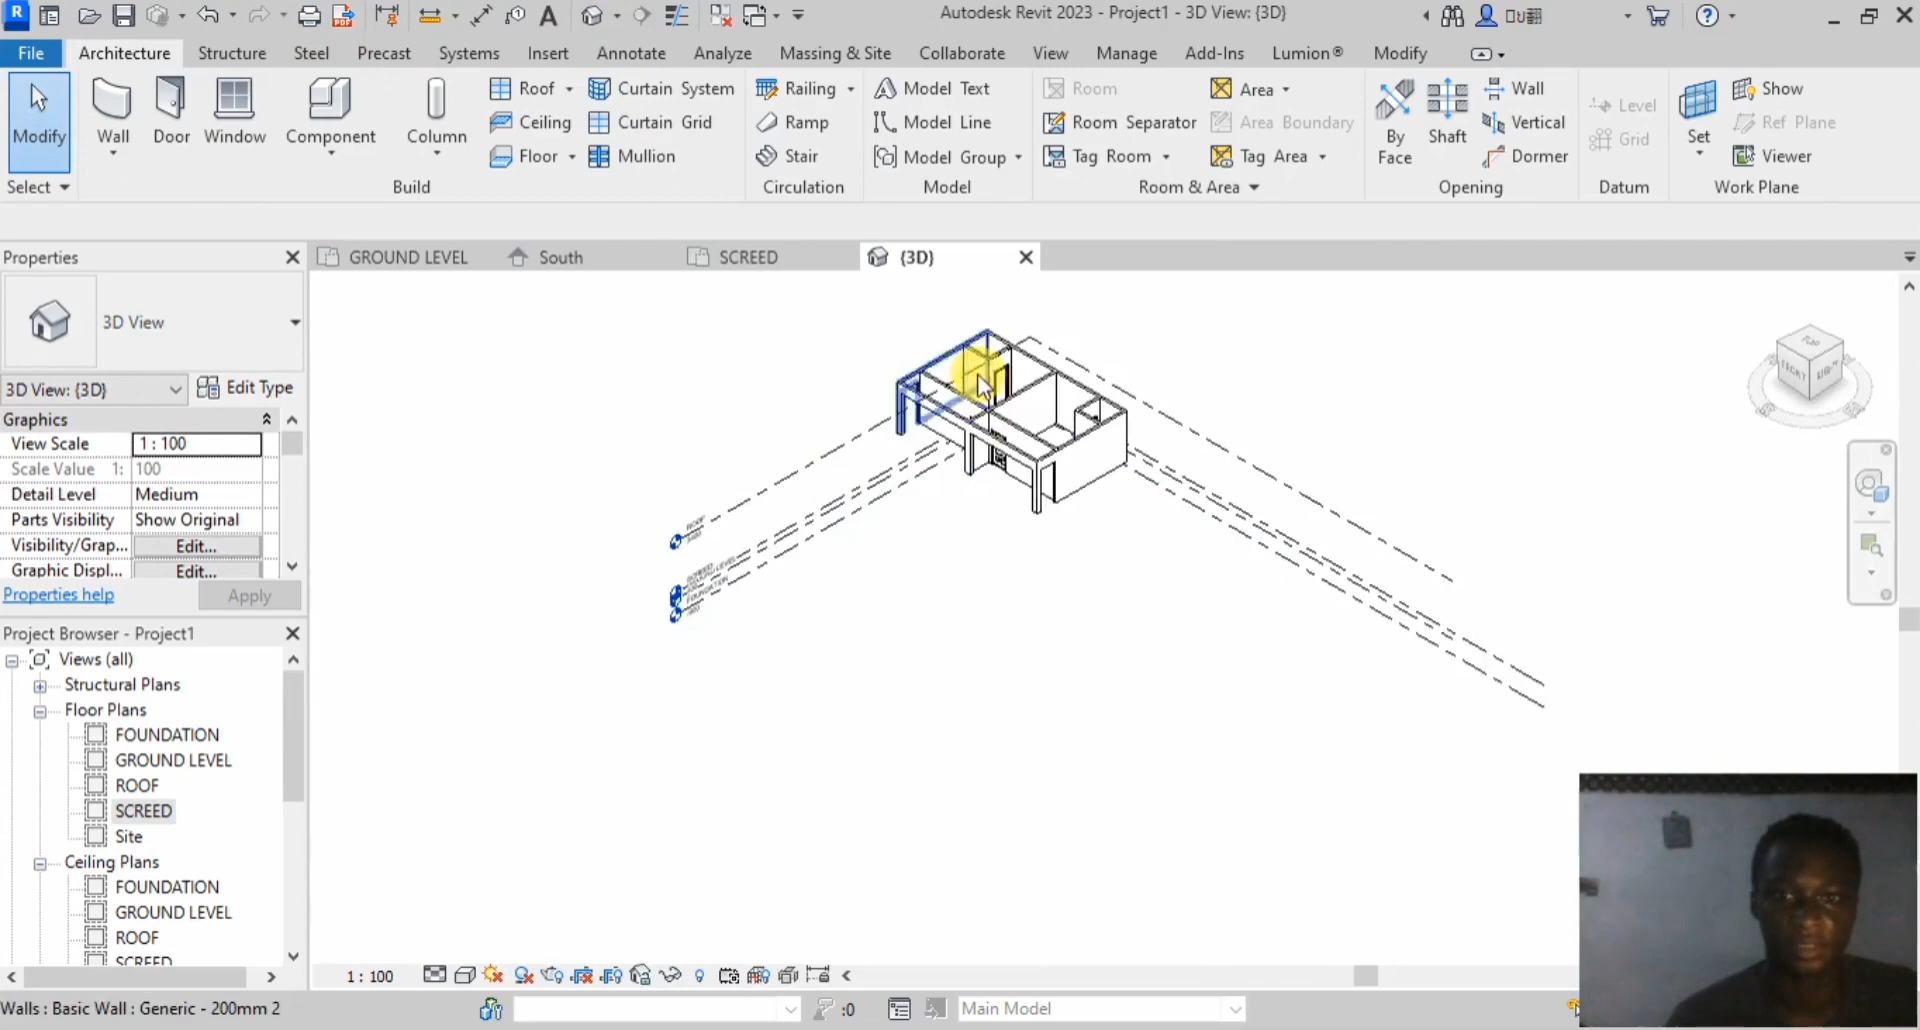 Autodesk Revit 2023 - Project1 - 3D View: {3D}
File Architecture Structure Steel Precast Systems Insert Annotate Analyze Massing & Site Collaborate View Manage Add-Ins Lumion® Modify
Modify Wall Door Window Component Column
Roof Curtain System
Ceiling Curtain Grid
Floor Mullion
Railing
Ramp
Stair
Model Text
Model Line
Model Group
Room Area
Room Separator Area Boundary
Tag Room Tag Area
By Face Shaft
Wall
Vertical
Dormer
Level
Grid
Set
Show
Ref Plane
Viewer
Select Build Circulation Model Room & Area Opening Datum Work Plane
Properties
GROUND LEVEL South SCREED {3D}
3D View
3D View: {3D} Edit Type
Graphics
View Scale 1 : 100
Scale Value 1: 100
Detail Level Medium
Parts Visibility Show Original
Visibility/Grap... Edit...
Graphic Displ... Edit...
Properties help Apply
Project Browser - Project1
Views (all)
Structural Plans
Floor Plans
FOUNDATION
GROUND LEVEL
ROOF
SCREED
Site
Ceiling Plans
FOUNDATION
GROUND LEVEL
ROOF
SCREED
ROOF
SCREED
GROUND LEVEL
FOUNDATION
FRONT
1 : 100
Walls : Basic Wall : Generic - 200mm 2
:0
Main Model